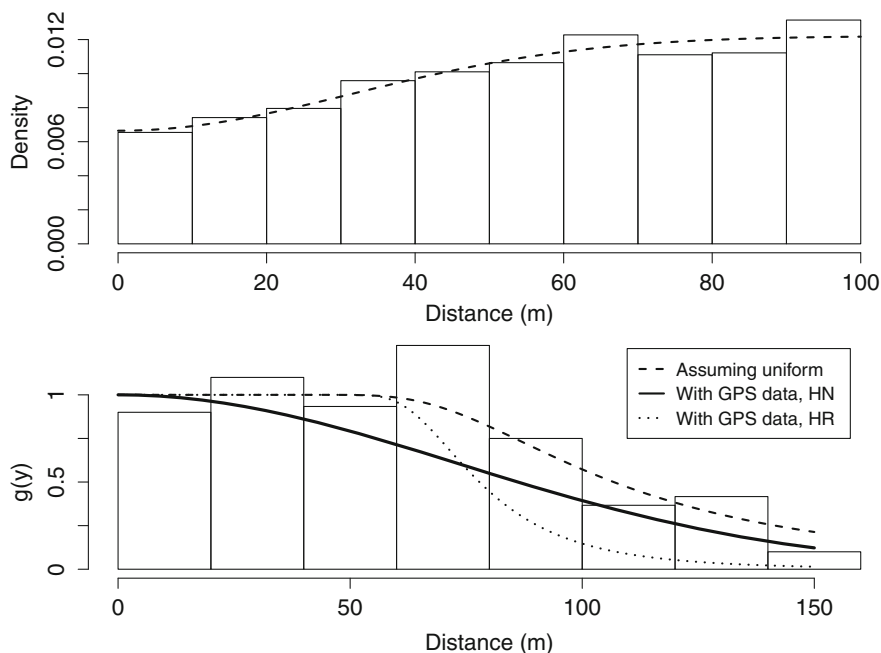 Density
0.012
0.006
0.000
0 20 40 60 80 100
Distance (m)
g(y)
1
0.5
0
Assuming uniform
With GPS data, HN
With GPS data, HR
0 50 100 150
Distance (m)